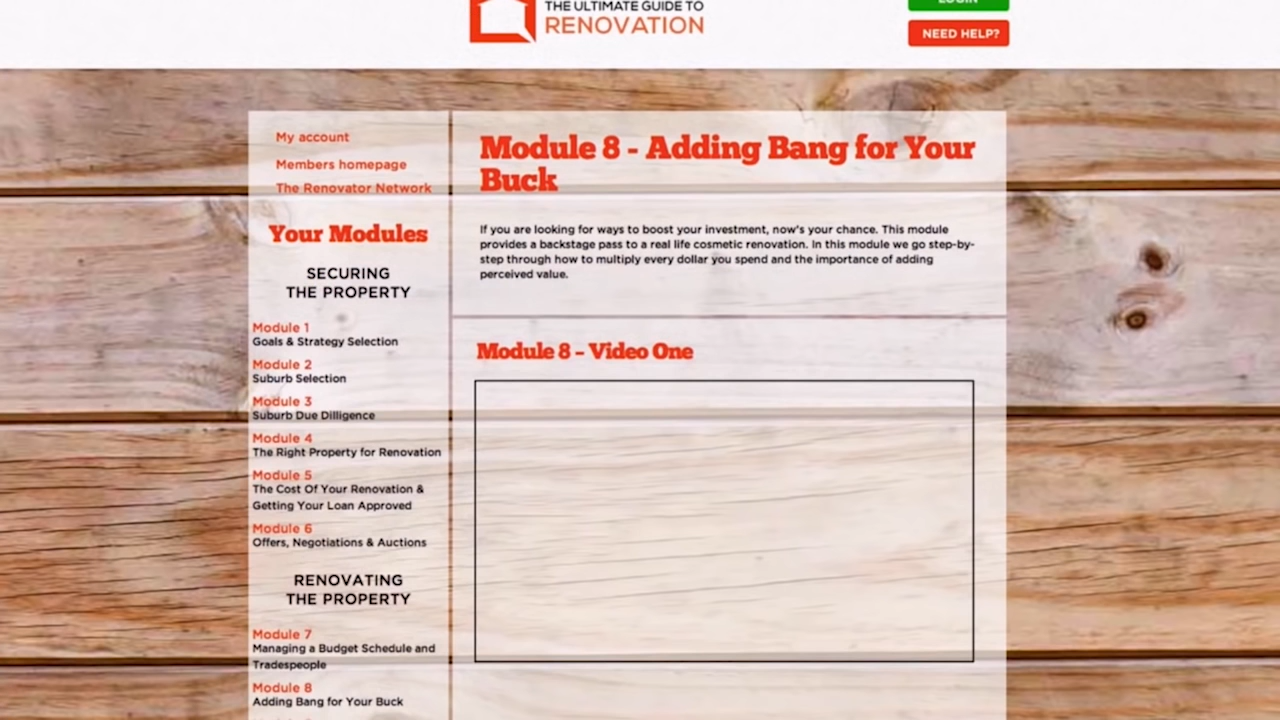 THE ULTIMATE GUIDE TO
RENOVATION
LOGIN
NEED HELP?
My account
Members homepage
The Renovator Network
Your Modules
SECURING
THE PROPERTY
Module 1
Goals & Strategy Selection
Module 2
Suburb Selection
Module 3
Suburb Due Dilligence
Module 4
The Right Property for Renovation
Module 5
The Cost Of Your Renovation &
Getting Your Loan Approved
Module 6
Offers, Negotiations & Auctions
RENOVATING
THE PROPERTY
Module 7
Managing a Budget Schedule and
Tradespeople
Module 8
Adding Bang for Your Buck
Module 8 - Adding Bang for Your
Buck
If you are looking for ways to boost your investment, now's your chance. This module
provides a backstage pass to a real life cosmetic renovation. In this module we go step-by-
step through how to multiply every dollar you spend and the importance of adding
perceived value.
Module 8 – Video One